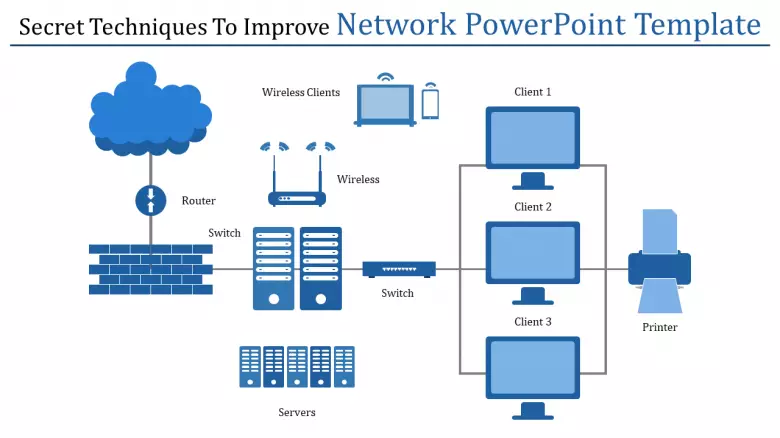 Secret Techniques To Improve Network PowerPoint Template
Wireless Clients
Client 1
Wireless
Router
Client 2
Switch
Switch
Client 3
Printer
Servers